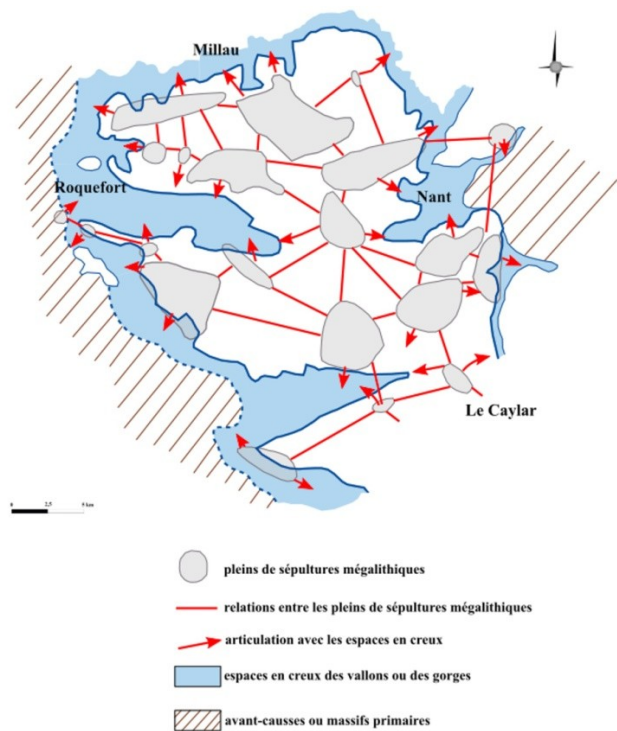 Millau
Roquefort
Nant
Le Caylar
0 2,5 5 km
pleins de sépultures mégalithiques
relations entre les pleins de sépultures mégalithiques
articulation avec les espaces en creux
espaces en creux des vallons ou des gorges
avant-causses ou massifs primaires